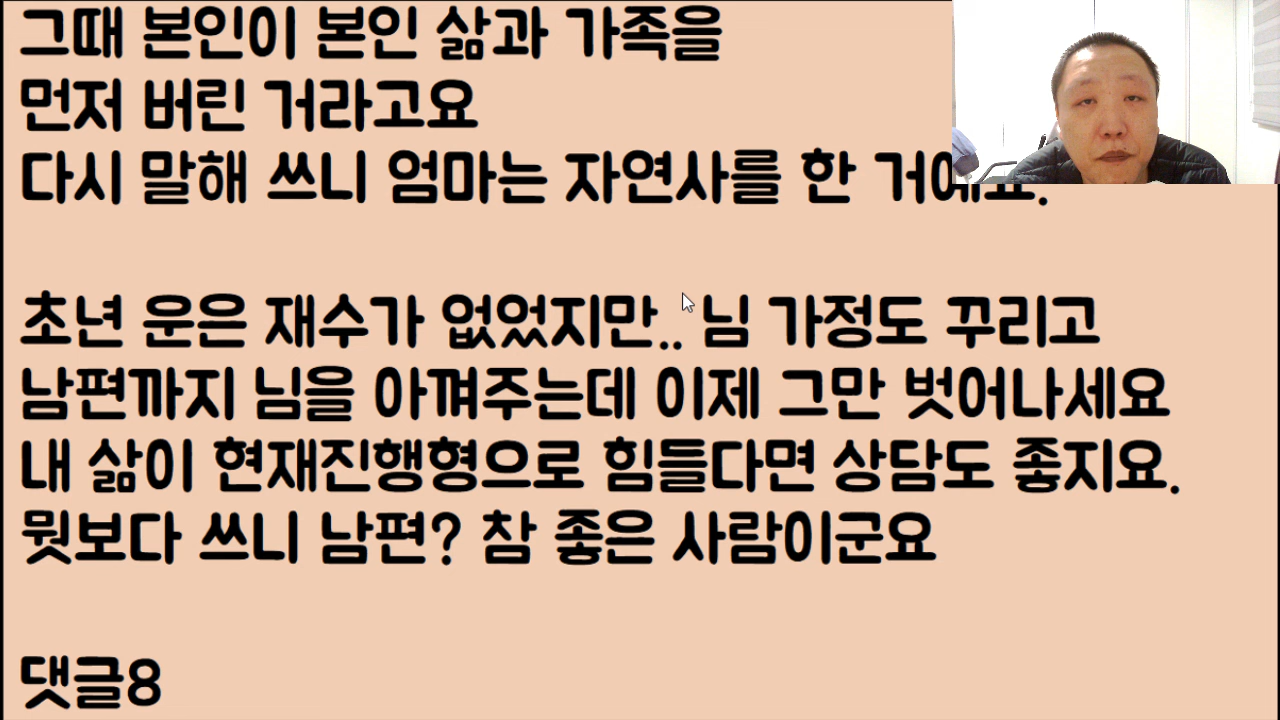 그때 본인이 본인 삶과 가족을
먼저 버린 거라고요
다시 말해 쓰니 엄마는 자연사를 한 거예요.
초년 운은 재수가 없었지만.. 님 가정도 꾸리고
남편까지 님을 아껴주는데 이제 그만 벗어나세요
내 삶이 현재진행형으로 힘들다면 상담도 좋지요.
뭣보다 쓰니 남편? 참 좋은 사람이군요
댓글8